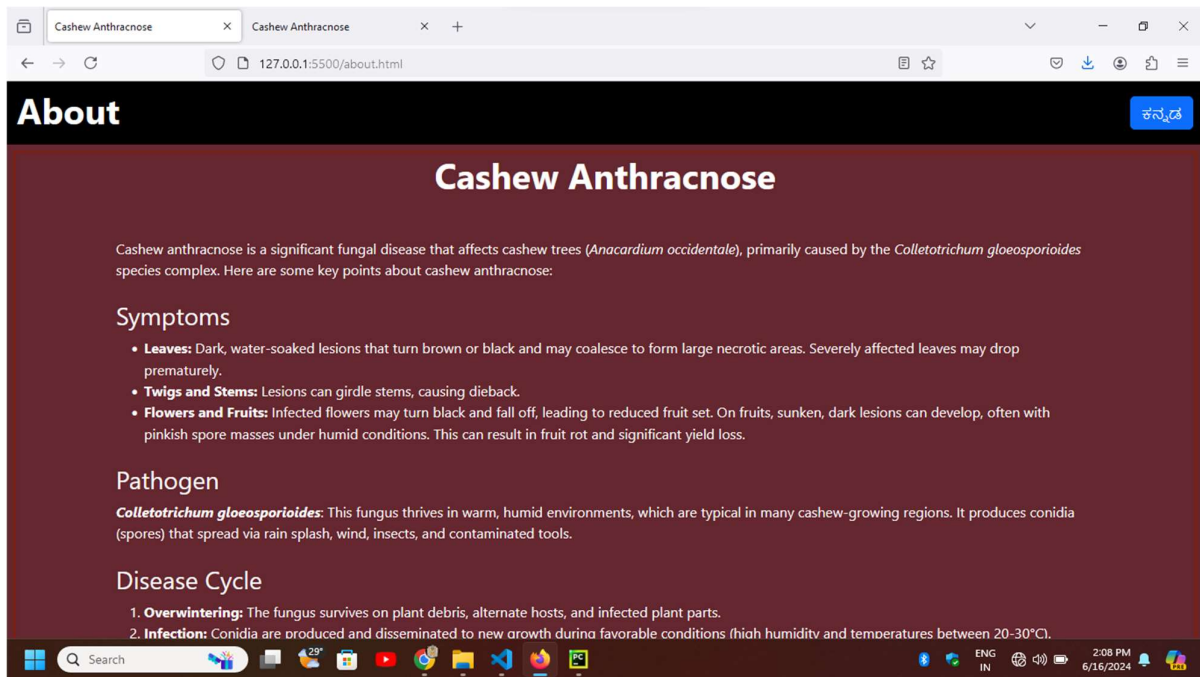 Cashew Anthracnose
Cashew Anthracnose
127.0.0.1:5500/about.html
About
ಕನ್ನಡ
Cashew Anthracnose
Cashew anthracnose is a significant fungal disease that affects cashew trees (Anacardium occidentale), primarily caused by the Colletotrichum gloeosporioides
species complex. Here are some key points about cashew anthracnose:
Symptoms
• Leaves: Dark, water-soaked lesions that turn brown or black and may coalesce to form large necrotic areas. Severely affected leaves may drop
prematurely.
• Twigs and Stems: Lesions can girdle stems, causing dieback.
• Flowers and Fruits: Infected flowers may turn black and fall off, leading to reduced fruit set. On fruits, sunken, dark lesions can develop, often with
pinkish spore masses under humid conditions. This can result in fruit rot and significant yield loss.
Pathogen
Colletotrichum gloeosporioides: This fungus thrives in warm, humid environments, which are typical in many cashew-growing regions. It produces conidia
(spores) that spread via rain splash, wind, insects, and contaminated tools.
Disease Cycle
1. Overwintering: The fungus survives on plant debris, alternate hosts, and infected plant parts.
2. Infection: Conidia are produced and disseminated to new growth during favorable conditions (high humidity and temperatures between 20-30°C).
Search
29°
PC
ENG
IN
2:08 PM
6/16/2024
PRE